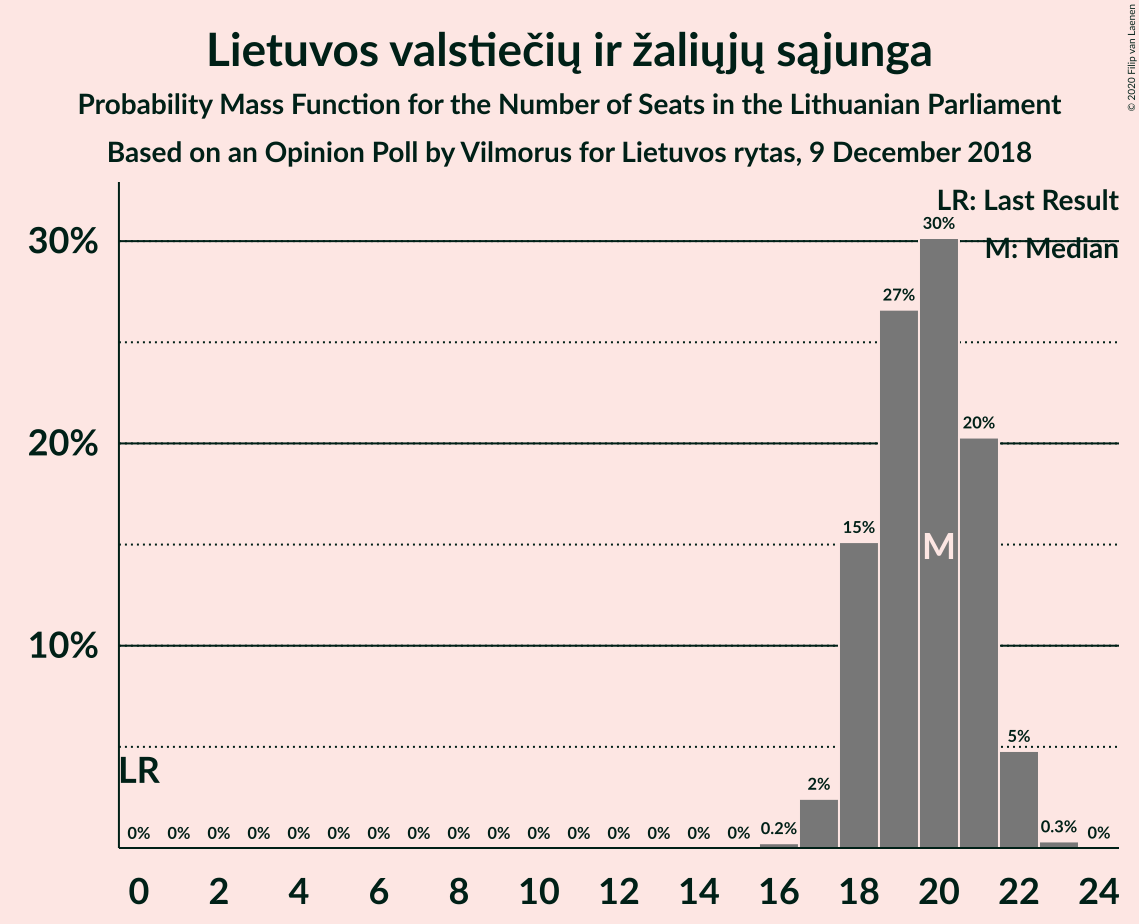 Lietuvos valstiečių ir žaliųjų sąjunga
Probability Mass Function for the Number of Seats in the Lithuanian Parliament
Based on an Opinion Poll by Vilmorus for Lietuvos rytas, 9 December 2018
© 2020 Filip van Laenen
LR: Last Result
M: Median
30%
20%
10%
30%
27%
20%
15%
M
5%
LR
2%
0% 0% 0% 0% 0% 0% 0% 0% 0% 0% 0% 0% 0% 0% 0% 0% 0.2% 0.3% 0%
0 2 4 6 8 10 12 14 16 18 20 22 24